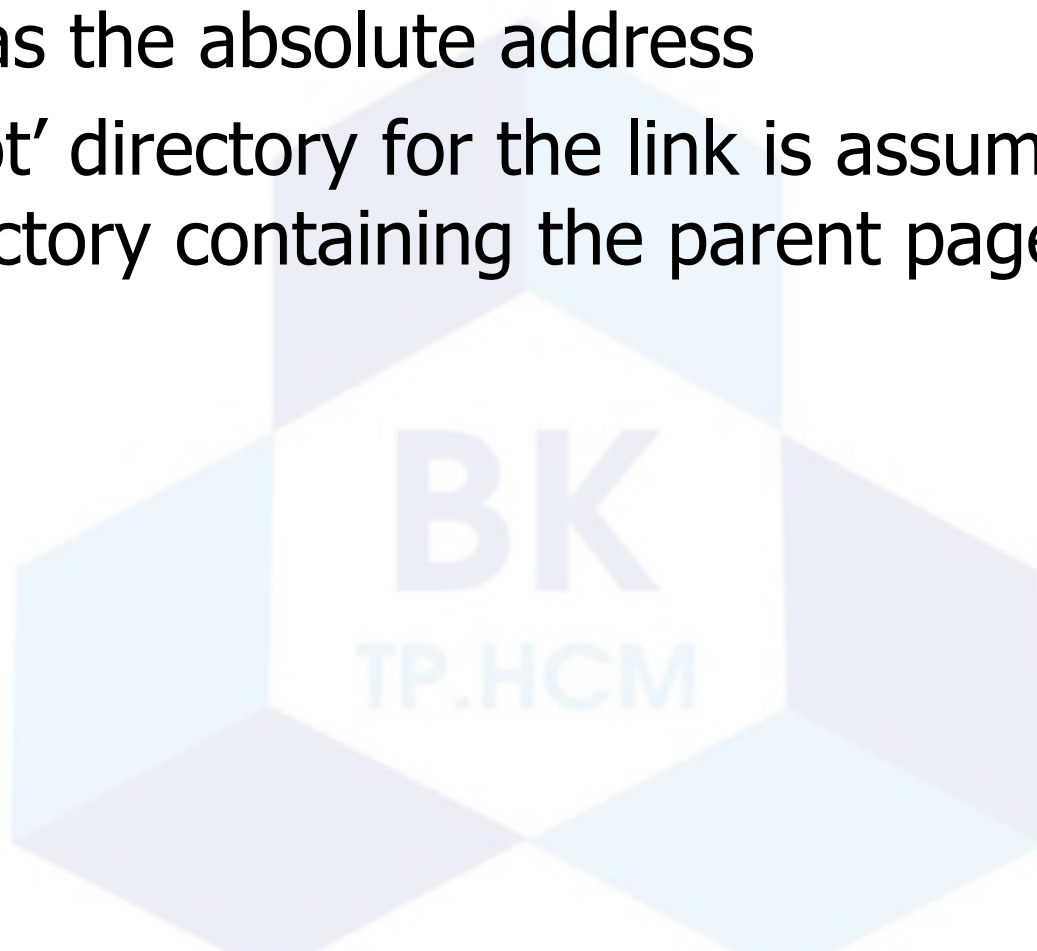 as the absolute address
ot’ directory for the link is assum
ctory containing the parent page
BK
TP.HCM